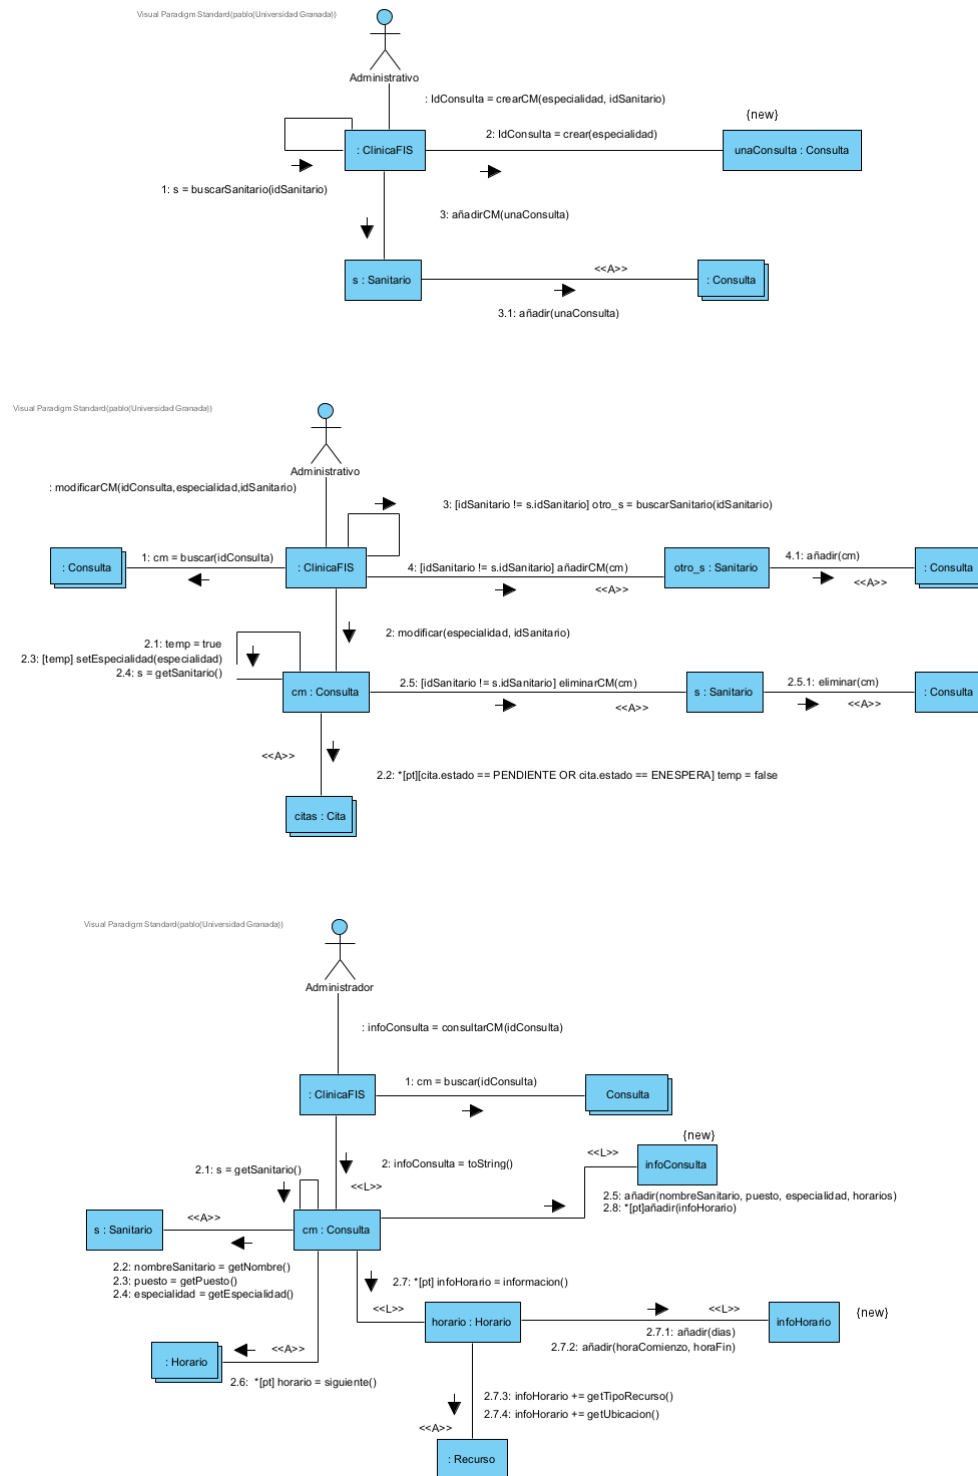 Visual Paradigm Standard(pablo(Universidad Granada))
Administrativo
: IdConsulta = crearCM(especialidad, idSanitario)
{new}
2: IdConsulta = crear(especialidad)
: ClinicaFIS
unaConsulta : Consulta
1: s = buscarSanitario(idSanitario)
3: añadirCM(unaConsulta)
<<A>>
s : Sanitario
: Consulta
3.1: añadir(unaConsulta)
Visual Paradigm Standard(pablo(Universidad Granada))
Administrativo
: modificarCM(idConsulta,especialidad,idSanitario)
3: [idSanitario != s.idSanitario] otro_s = buscarSanitario(idSanitario)
1: cm = buscar(idConsulta)
4.1: añadir(cm)
: Consulta
: ClinicaFIS
4: [idSanitario != s.idSanitario] añadirCM(cm)
otro_s : Sanitario
: Consulta
<<A>>
<<A>>
2: modificar(especialidad, idSanitario)
2.1: temp = true
2.3: [temp] setEspecialidad(especialidad)
2.4: s = getSanitario()
2.5: [idSanitario != s.idSanitario] eliminarCM(cm)
2.5.1: eliminar(cm)
cm : Consulta
s : Sanitario
: Consulta
<<A>>
<<A>>
<<A>>
2.2: *[pt][cita.estado == PENDIENTE OR cita.estado == ENESPERA] temp = false
citas : Cita
Visual Paradigm Standard(pablo(Universidad Granada))
Administrador
: infoConsulta = consultarCM(idConsulta)
1: cm = buscar(idConsulta)
: ClinicaFIS
Consulta
{new}
<<L>>
2: infoConsulta = toString()
infoConsulta
2.1: s = getSanitario()
<<L>>
2.5: añadir(nombreSanitario, puesto, especialidad, horarios)
2.8: *[pt]añadir(infoHorario)
<<A>>
s : Sanitario
cm : Consulta
2.2: nombreSanitario = getNombre()
2.3: puesto = getPuesto()
2.4: especialidad = getEspecialidad()
2.7: *[pt] infoHorario = informacion()
<<L>>
<<L>>
horario : Horario
infoHorario
{new}
2.7.1: añadir(dias)
2.7.2: añadir(horaComienzo, horaFin)
<<A>>
: Horario
2.6: *[pt] horario = siguiente()
2.7.3: infoHorario += getTipoRecurso()
2.7.4: infoHorario += getUbicacion()
<<A>>
: Recurso